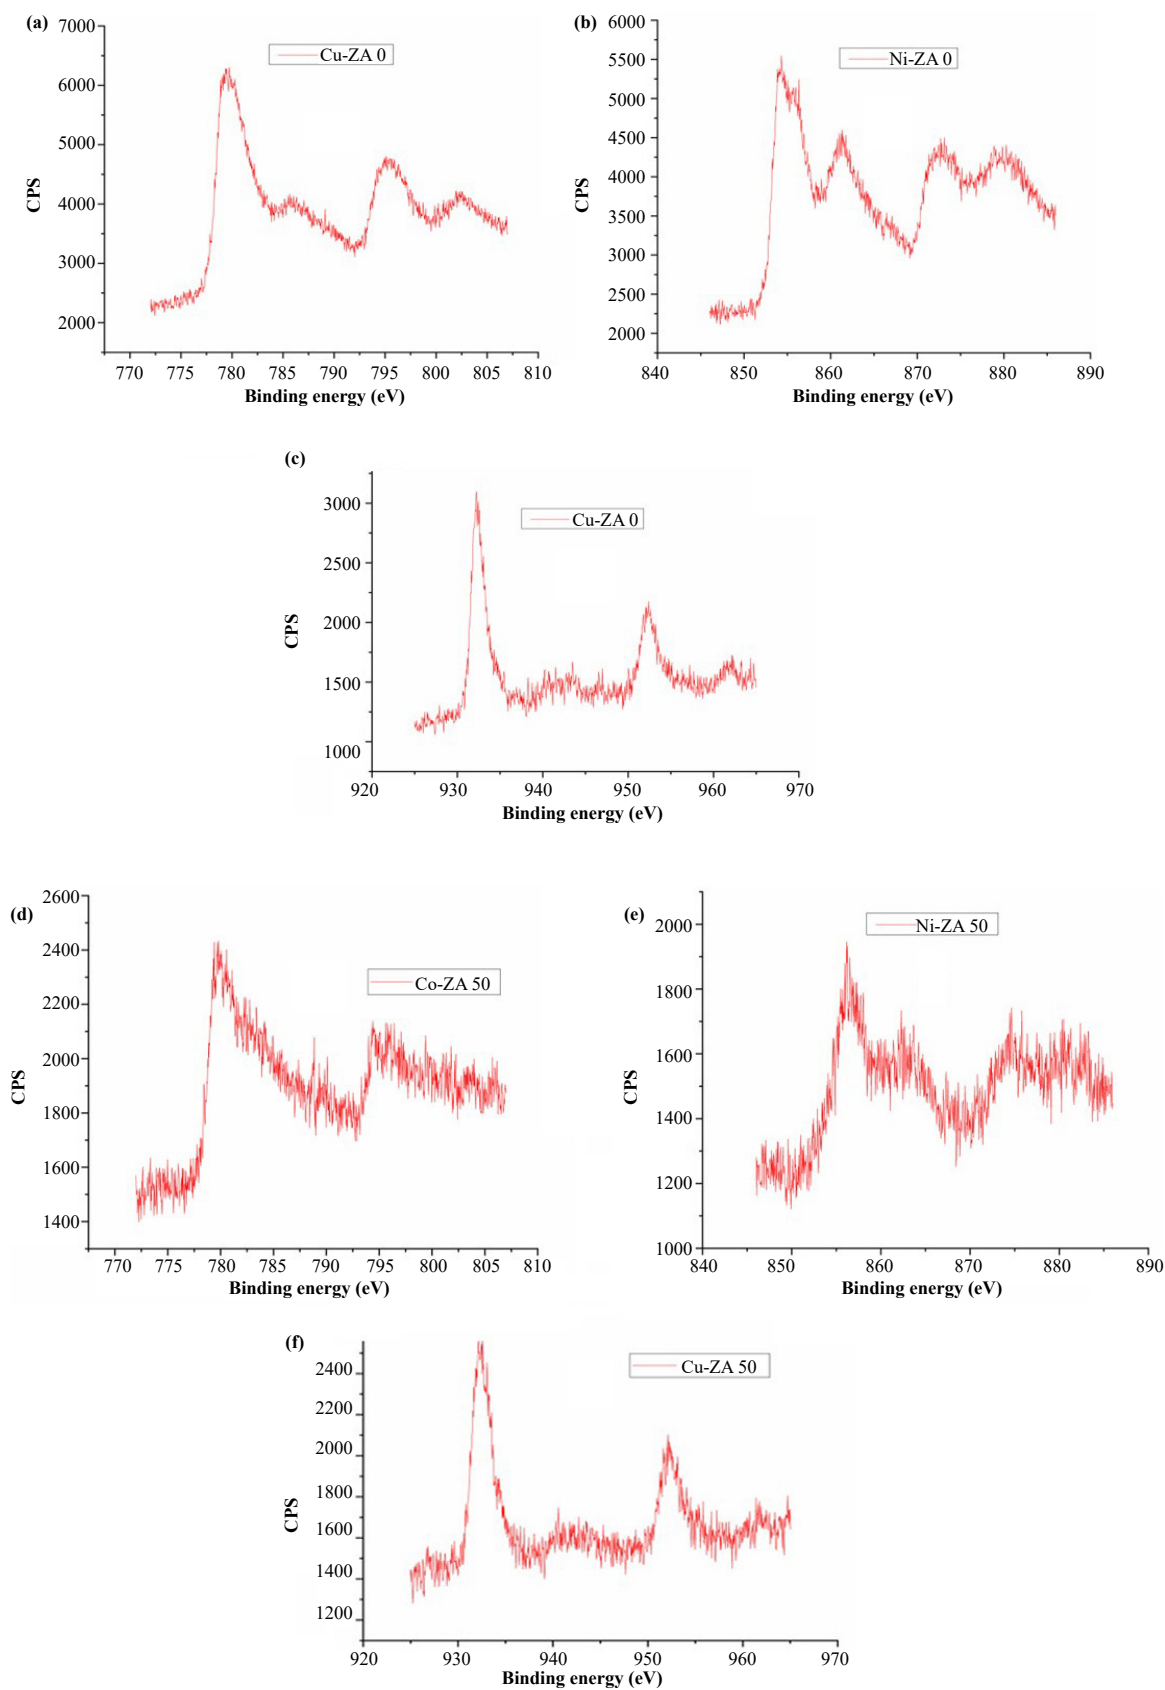 (a)
Cu-ZA 0
CPS
7000
6000
5000
4000
3000
2000
770 775 780 785 790 795 800 805 810
Binding energy (eV)
(b)
Ni-ZA 0
CPS
6000
5500
5000
4500
4000
3500
3000
2500
2000
840 850 860 870 880 890
Binding energy (eV)
(c)
Cu-ZA 0
CPS
3000
2500
2000
1500
1000
920 930 940 950 960 970
Binding energy (eV)
(d)
Co-ZA 50
CPS
2600
2400
2200
2000
1800
1600
1400
770 775 780 785 790 795 800 805 810
Binding energy (eV)
(e)
Ni-ZA 50
CPS
2000
1800
1600
1400
1200
1000
840 850 860 870 880 890
Binding energy (eV)
(f)
Cu-ZA 50
CPS
2400
2200
2000
1800
1600
1400
1200
920 930 940 950 960 970
Binding energy (eV)